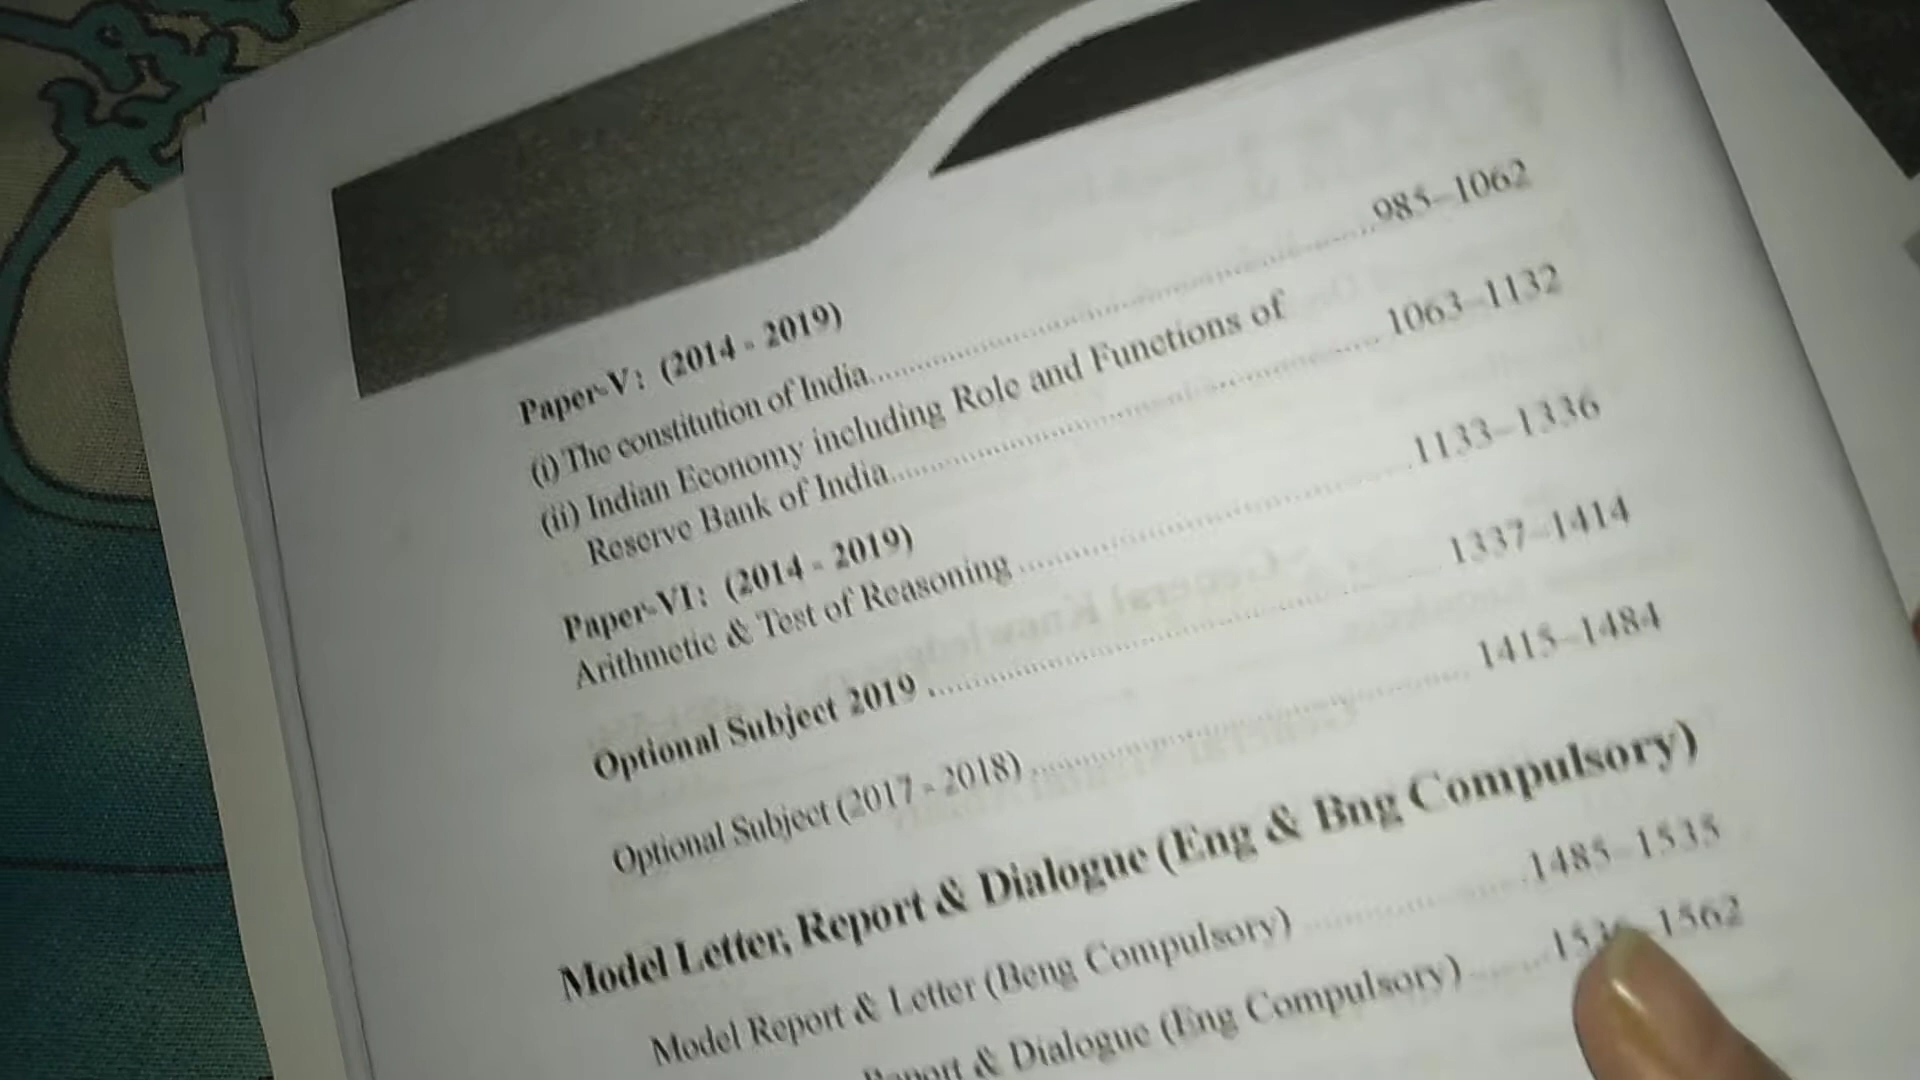 Paper-V: (2014 - 2019)
(i) The constitution of India..........985–1062
(ii) Indian Economy including Role and Functions of
Reserve Bank of India..........1063–1132
Paper-VI: (2014 - 2019)
Arithmetic & Test of Reasoning ..........1133–1336
Optional Subject 2019 ..........1337–1414
Optional Subject (2017 - 2018) ..........1415–1484
Model Letter, Report & Dialogue (Eng & Bng Compulsory)
Model Report & Letter (Beng Compulsory) ..........1485–1535
Report & Dialogue (Eng Compulsory) ..........–1562